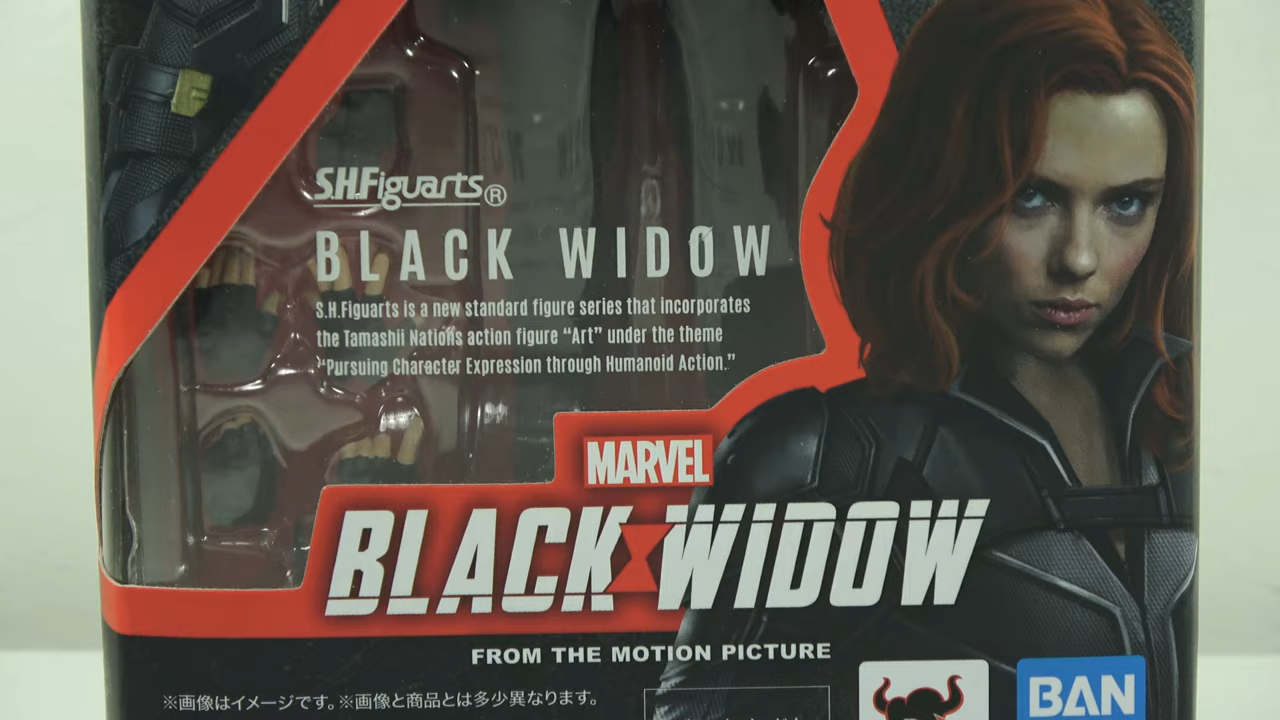 S.H.Figuarts®
BLACK WIDOW
S.H.Figuarts is a new standard figure series that incorporates
the Tamashii Nations action figure “Art” under the theme
“Pursuing Character Expression through Humanoid Action.”
MARVEL
BLACK WIDOW
FROM THE MOTION PICTURE
※画像はイメージです。※画像と商品とは多少異なります。
BAN